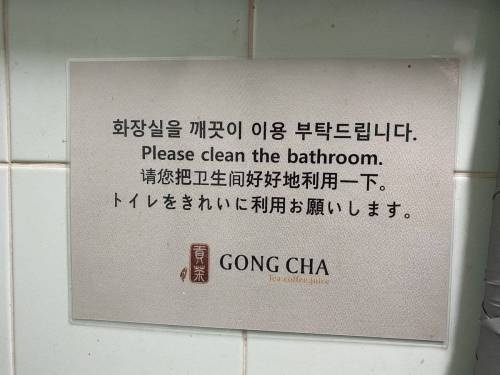 화장실을 깨끗이 이용 부탁드립니다.
Please clean the bathroom.
请您把卫生间好好地利用一下。
トイレをきれいに利用お願いします。
貢茶
GONG CHA
tea.coffee.juice